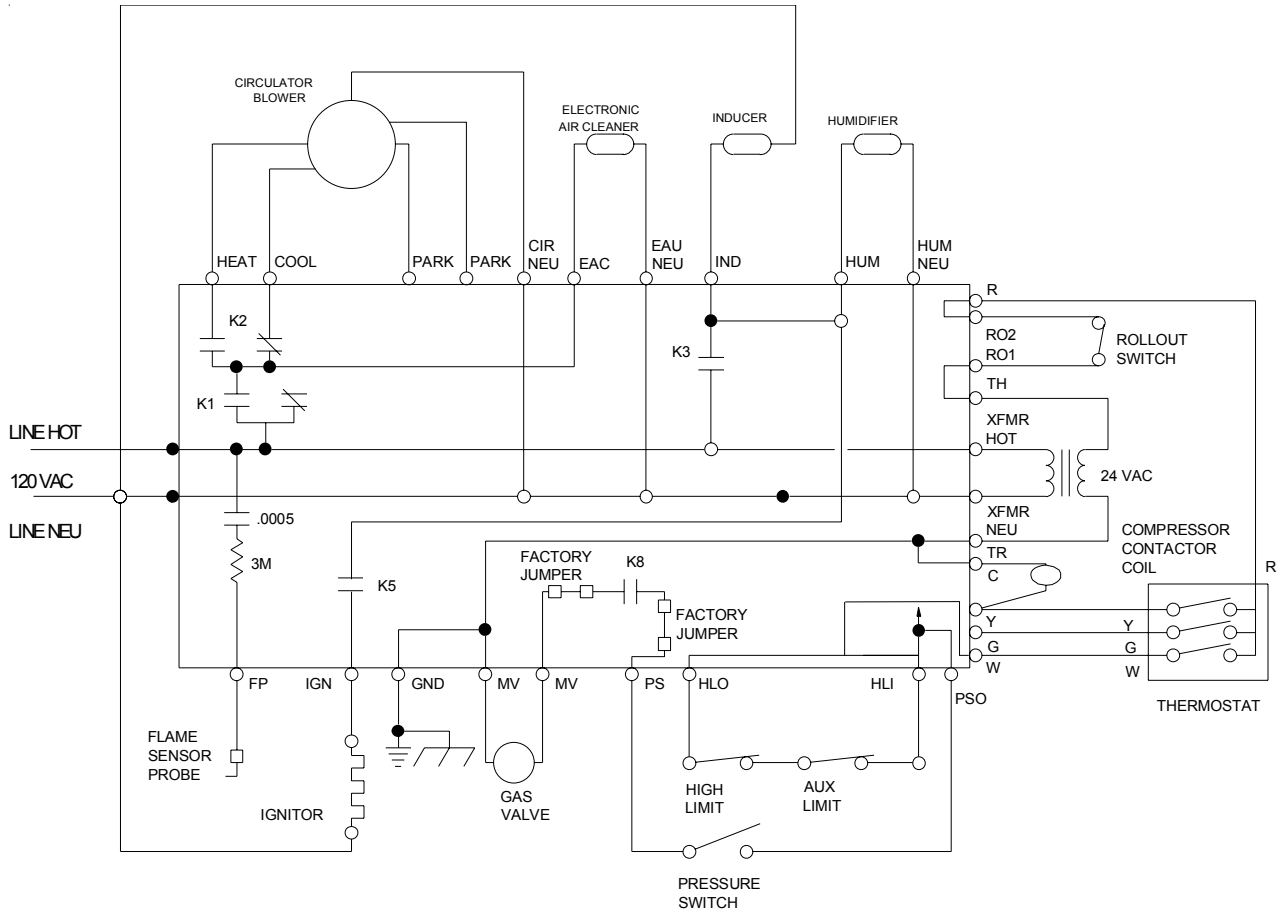 CIRCULATOR
BLOWER
ELECTRONIC
AIR CLEANER
INDUCER
HUMIDIFIER
HEAT
COOL
PARK
PARK
CIR
NEU
EAC
EAU
NEU
IND
HUM
HUM
NEU
R
RO2
RO1
TH
ROLLOUT
SWITCH
K2
K3
K1
LINE HOT
XFMR
HOT
120 VAC
24 VAC
LINE NEU
XFMR
NEU
.0005
3M
COMPRESSOR
CONTACTOR
COIL
TR
C
FACTORY
JUMPER
K8
K5
FACTORY
JUMPER
R
Y
Y
G
G
W
W
FP
IGN
GND
MV
MV
PS
HLO
HLI
PSO
THERMOSTAT
FLAME
SENSOR
PROBE
IGNITOR
GAS
VALVE
HIGH
LIMIT
AUX
LIMIT
PRESSURE
SWITCH